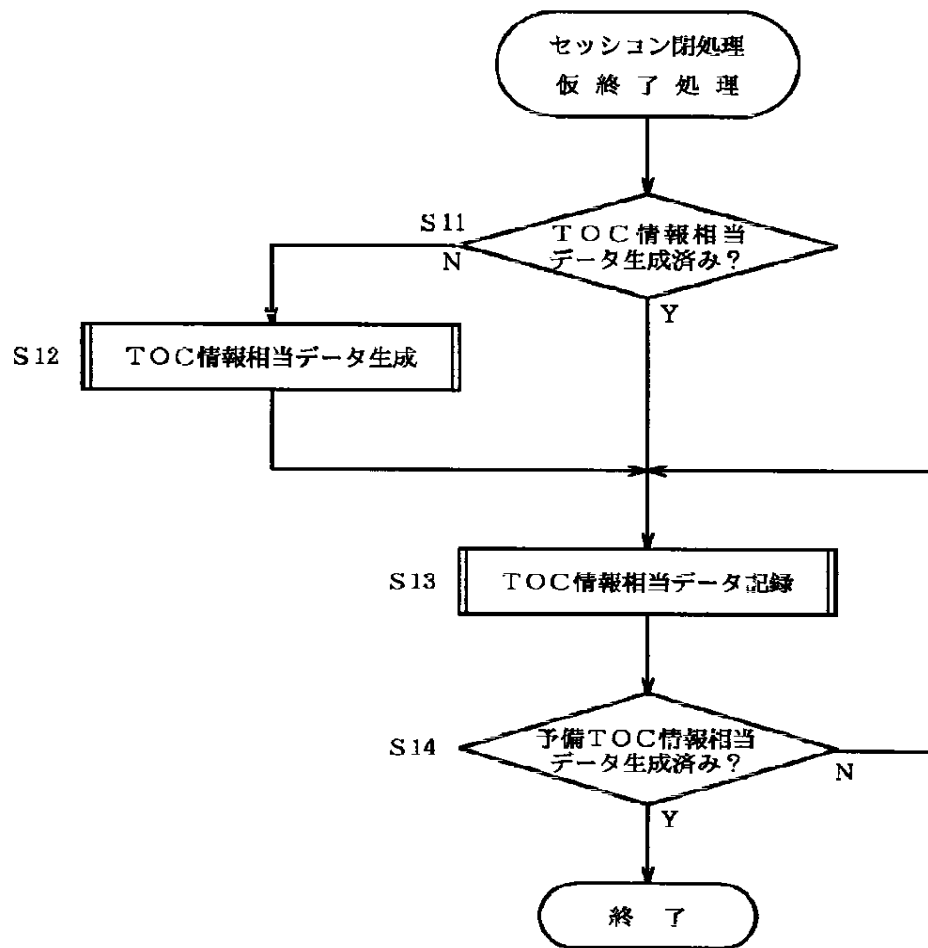 セッション閉処理
仮終了処理
S11
TOC情報相当
データ生成済み?
N
Y
S12
TOC情報相当データ生成
S13
TOC情報相当データ記録
S14
予備TOC情報相当
データ生成済み?
N
Y
終了